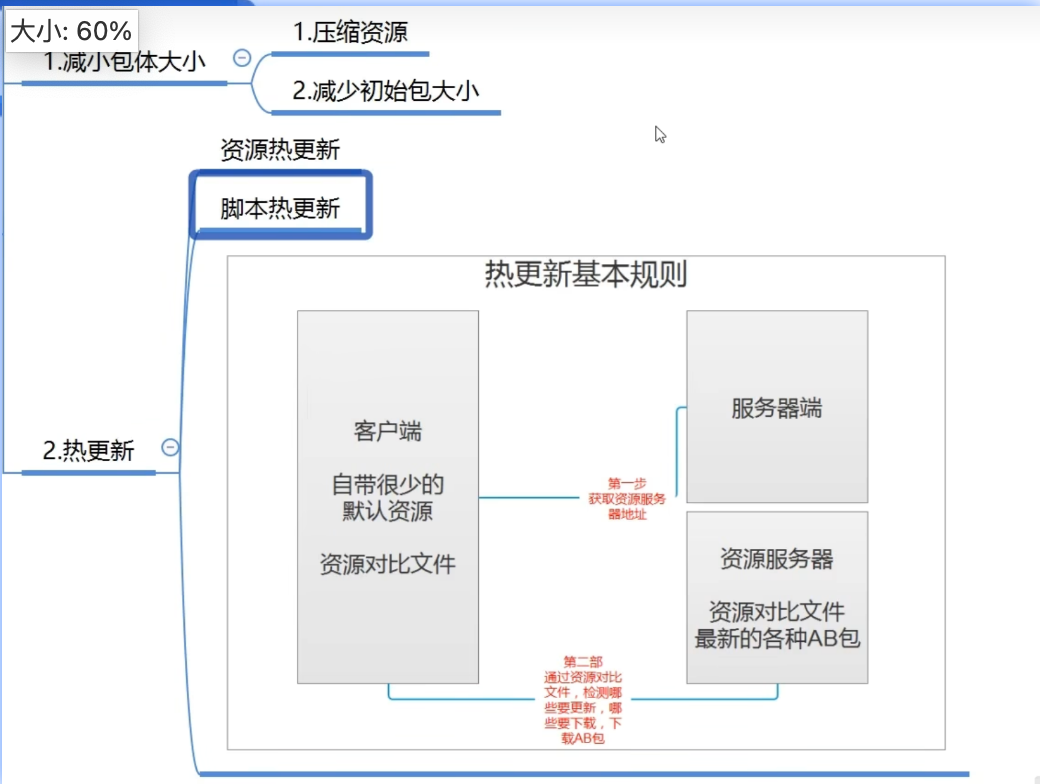 大小: 60%
1.减小包体大小
1.压缩资源
2.减少初始包大小
资源热更新
脚本热更新
2.热更新
热更新基本规则
客户端
自带很少的
默认资源
资源对比文件
第一步
获取资源服务
器地址
服务器端
资源服务器
资源对比文件
最新的各种AB包
第二部
通过资源对比
文件，检测哪
些要更新，哪
些要下载，下
载AB包